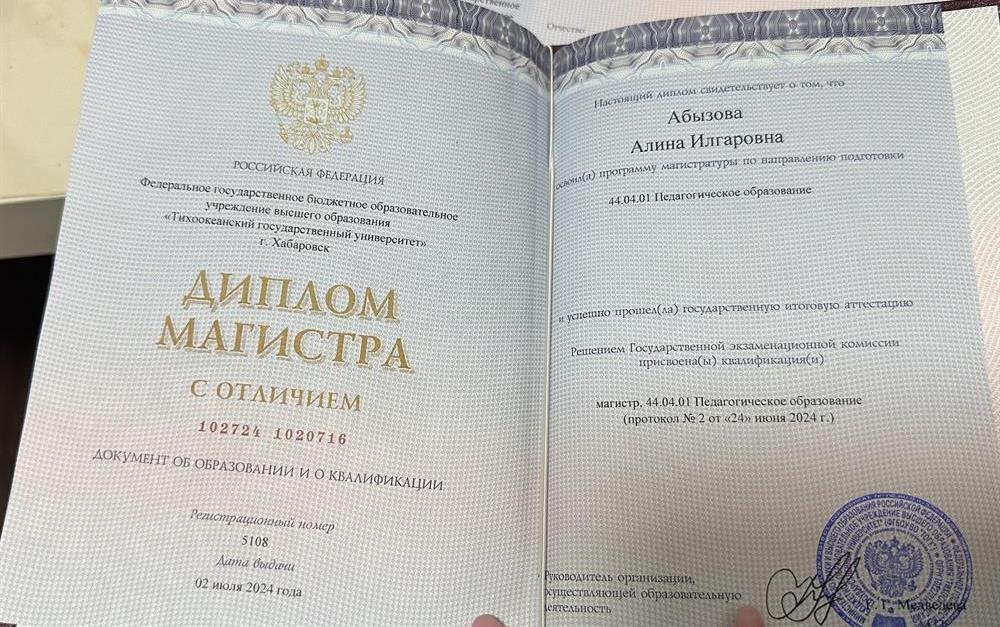 Отчество
РОССИЙСКАЯ ФЕДЕРАЦИЯ
Федеральное государственное бюджетное образовательное
учреждение высшего образования
«Тихоокеанский государственный университет»
г. Хабаровск
ДИПЛОМ
МАГИСТРА
С ОТЛИЧИЕМ
102724 1020716
ДОКУМЕНТ ОБ ОБРАЗОВАНИИ И О КВАЛИФИКАЦИИ
Регистрационный номер
5108
Дата выдачи
02 июля 2024 года
Настоящий диплом свидетельствует о том, что
Абызова
Алина Илгаровна
освоил(а) программу магистратуры по направлению подготовки
44.04.01 Педагогическое образование
и успешно прошел(ла) государственную итоговую аттестацию
Решением Государственной экзаменационной комиссии
присвоена(ы) квалификация(и)
магистр, 44.04.01 Педагогическое образование
(протокол № 2 от «24» июня 2024 г.)
Руководитель организации,
осуществляющей образовательную
деятельность
Р. Г. Медведева